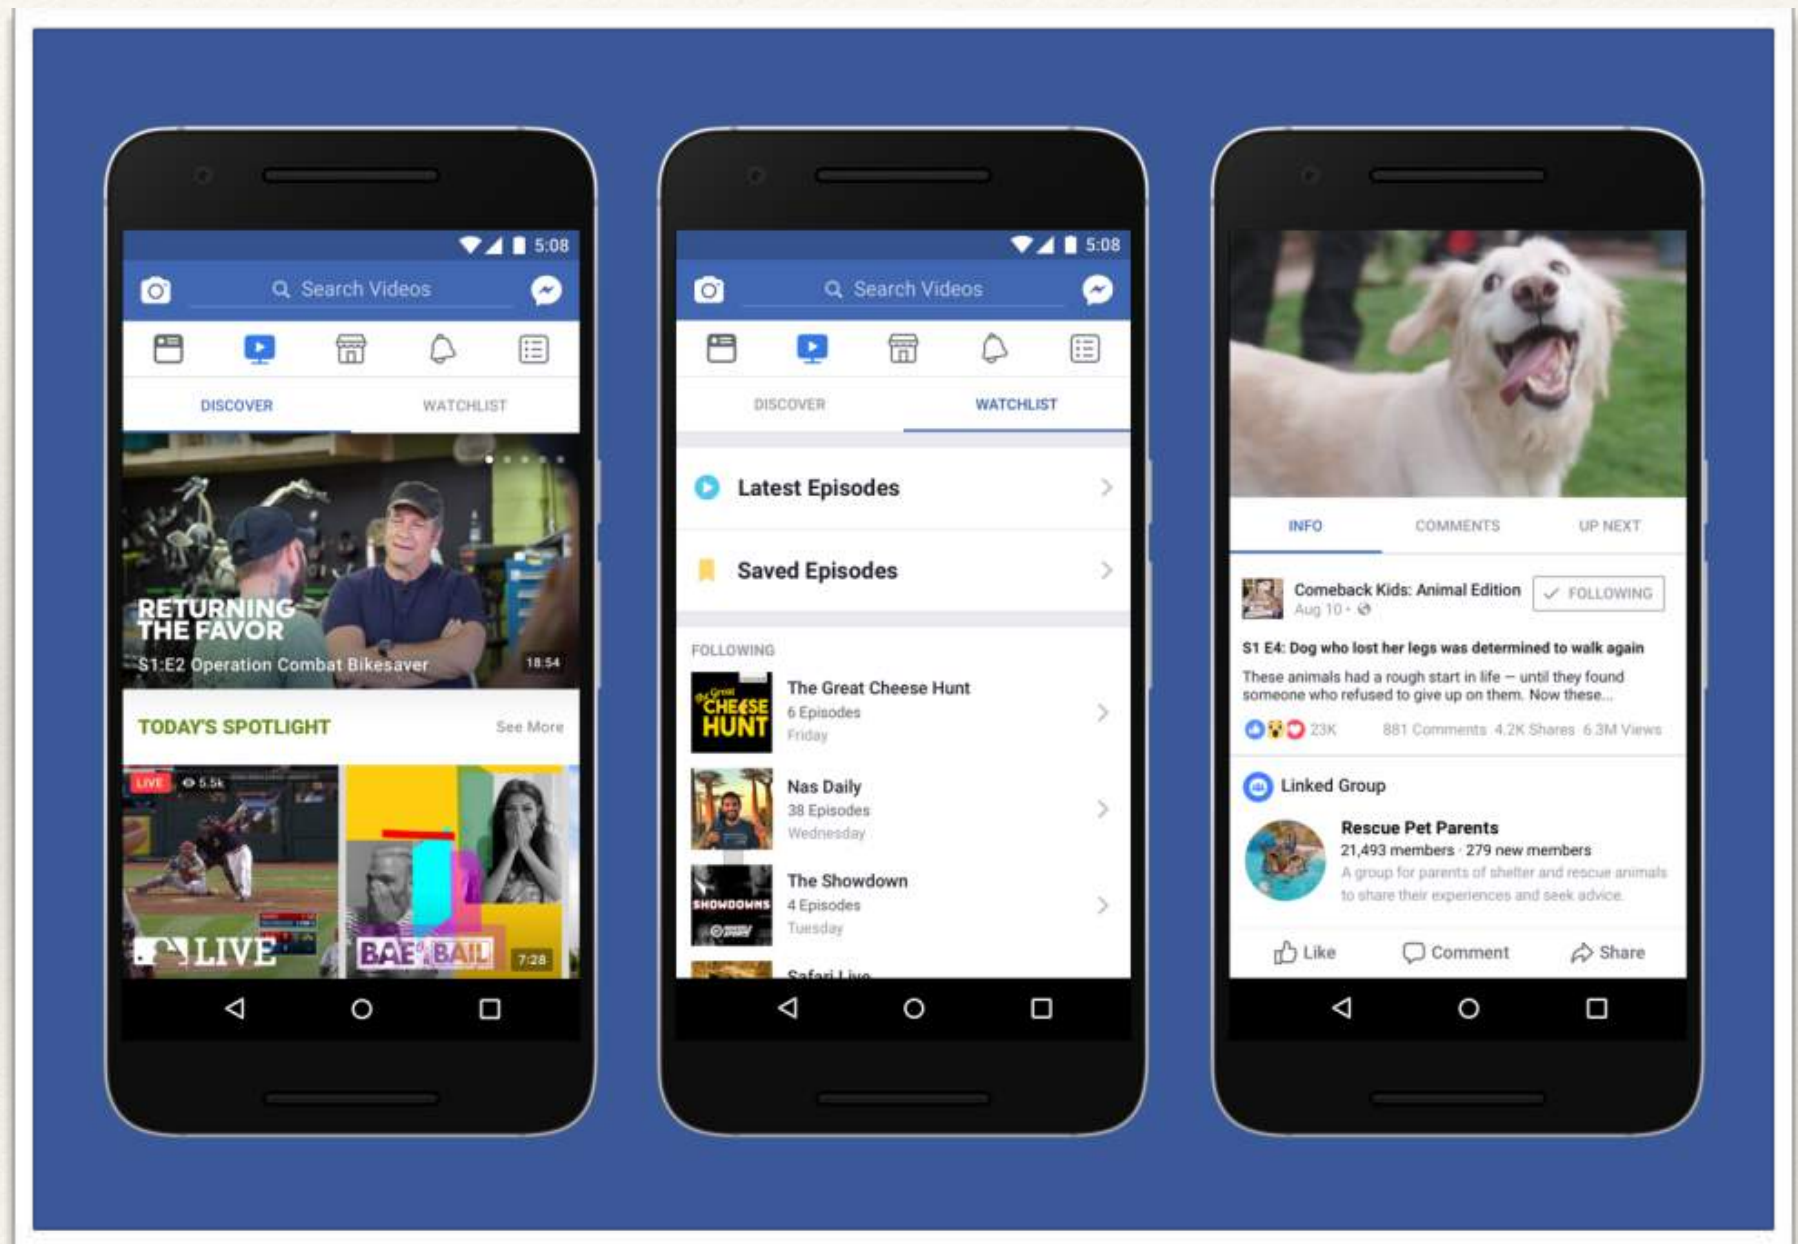 5:08
Search Videos
DISCOVER WATCHLIST
RETURNING
THE FAVOR
S1:E2 Operation Combat Bikesaver 18:54
TODAY'S SPOTLIGHT See More
LIVE 5.5k
LIVE BAE OR BAIL 7:28
5:08
Search Videos
DISCOVER WATCHLIST
Latest Episodes
Saved Episodes
FOLLOWING
the Great
CHEESE
HUNT
The Great Cheese Hunt
6 Episodes
Friday
Nas Daily
38 Episodes
Wednesday
SHOWDOWNS
The Showdown
4 Episodes
Tuesday
Safari Live
INFO COMMENTS UP NEXT
Comeback Kids: Animal Edition FOLLOWING
Aug 10
S1 E4: Dog who lost her legs was determined to walk again
These animals had a rough start in life — until they found
someone who refused to give up on them. Now these...
23K 881 Comments 4.2K Shares 6.3M Views
Linked Group
Rescue Pet Parents
21,493 members · 279 new members
A group for parents of shelter and rescue animals
to share their experiences and seek advice.
Like Comment Share